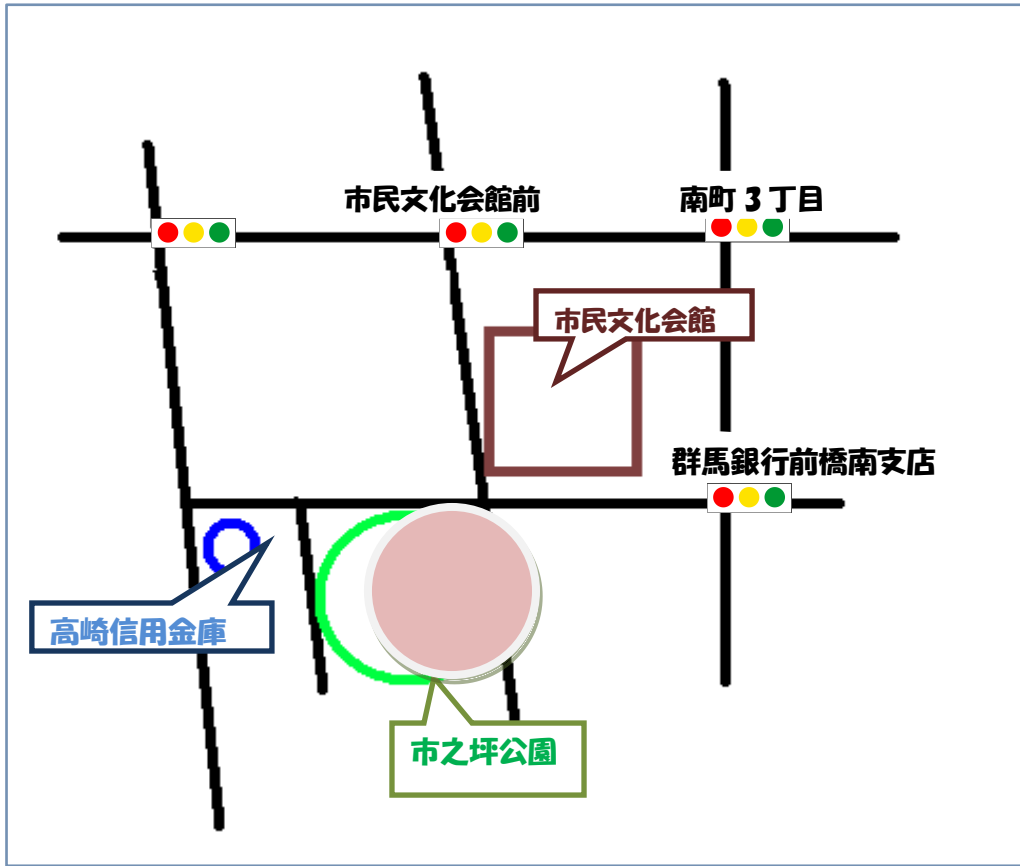 市民文化会館前
南町３丁目
市民文化会館
群馬銀行前橋南支店
高崎信用金庫
市之坪公園